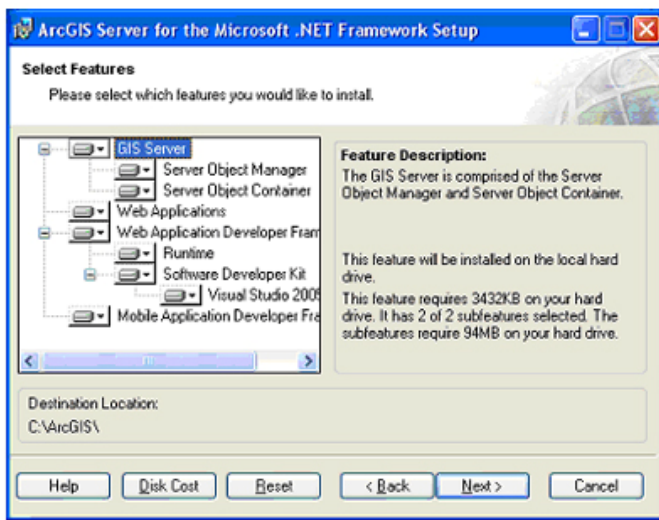 ArcGIS Server for the Microsoft .NET Framework Setup
Select Features
Please select which features you would like to install.
GIS Server
Server Object Manager
Server Object Container
Web Applications
Web Application Developer Fram
Runtime
Software Developer Kit
Visual Studio 2005
Mobile Application Developer Fra
Feature Description:
The GIS Server is comprised of the Server
Object Manager and Server Object Container.
This feature will be installed on the local hard
drive.
This feature requires 3432KB on your hard
drive. It has 2 of 2 subfeatures selected. The
subfeatures require 94MB on your hard drive.
Destination Location:
C:\ArcGIS\
Help
Disk Cost
Reset
< Back
Next >
Cancel